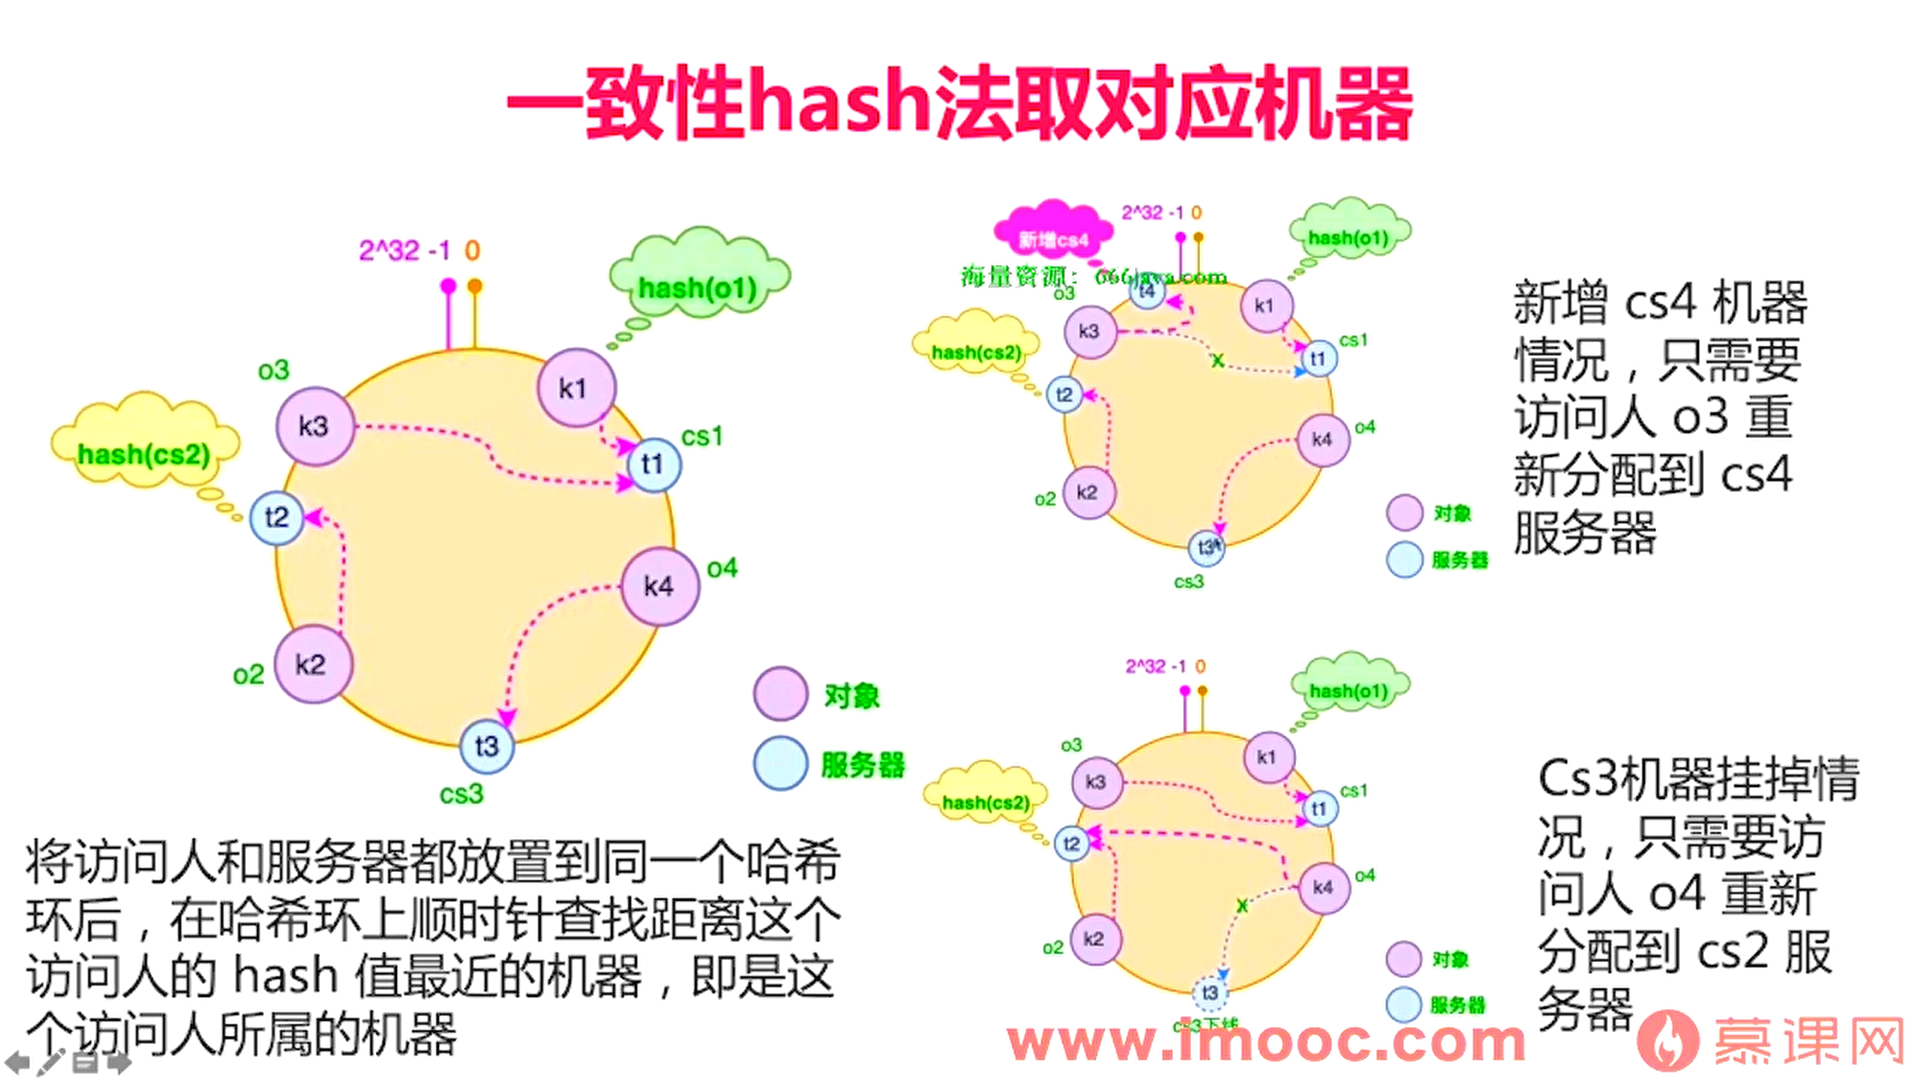 一致性hash法取对应机器
2^32 -1 0
hash(o1)
o3
k3
k1
cs1
t1
hash(cs2)
t2
k4
o4
k2
o2
t3
cs3
对象
服务器
将访问人和服务器都放置到同一个哈希
环后，在哈希环上顺时针查找距离这个
访问人的 hash 值最近的机器，即是这
个访问人所属的机器
新增cs4
2^32 -1 0
hash(o1)
海量资源：666java.com
o3
t4
k1
k3
cs1
t1
hash(cs2)
t2
k4
o4
x
k2
o2
t3
cs3
对象
服务器
新增 cs4 机器
情况，只需要
访问人 o3 重
新分配到 cs4
服务器
2^32 -1 0
hash(o1)
o3
k1
k3
cs1
t1
hash(cs2)
t2
k4
o4
x
k2
o2
t3
cs3下线
对象
服务器
Cs3机器挂掉情
况，只需要访
问人 o4 重新
分配到 cs2 服
务器
www.imooc.com
慕课网